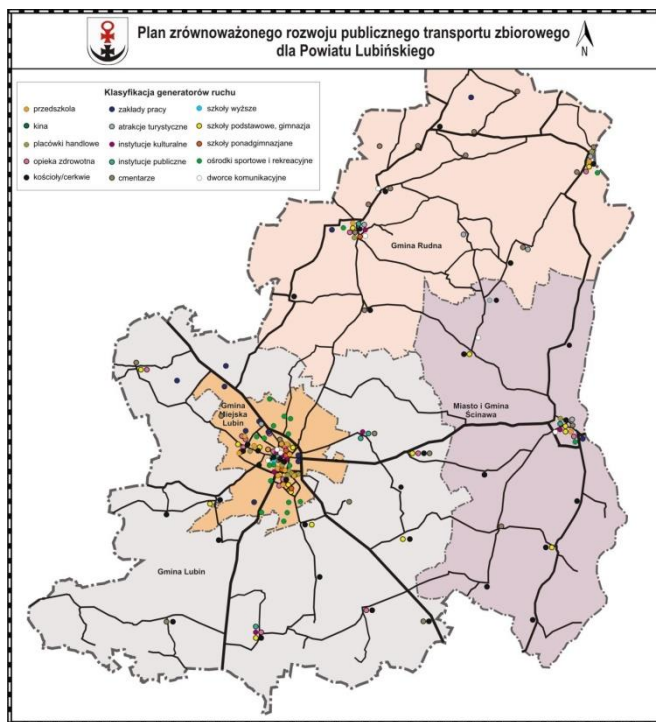 Plan zrównoważonego rozwoju publicznego transportu zbiorowego
dla Powiatu Lubińskiego
N
Klasyfikacja generatorów ruchu
przedszkola
zakłady pracy
szkoły wyższe
kina
atrakcje turystyczne
szkoły podstawowe, gimnazja
placówki handlowe
instytucje kulturalne
szkoły ponadgimnazjane
opieka zdrowotna
instytucje publiczne
ośrodki sportowe i rekreacyjne
kościoły/cerkwie
cmentarze
dworce komunikacyjne
Gmina Rudna
Gmina
Miejska
Lubin
Miasto i Gmina
Ścinawa
Gmina Lubin